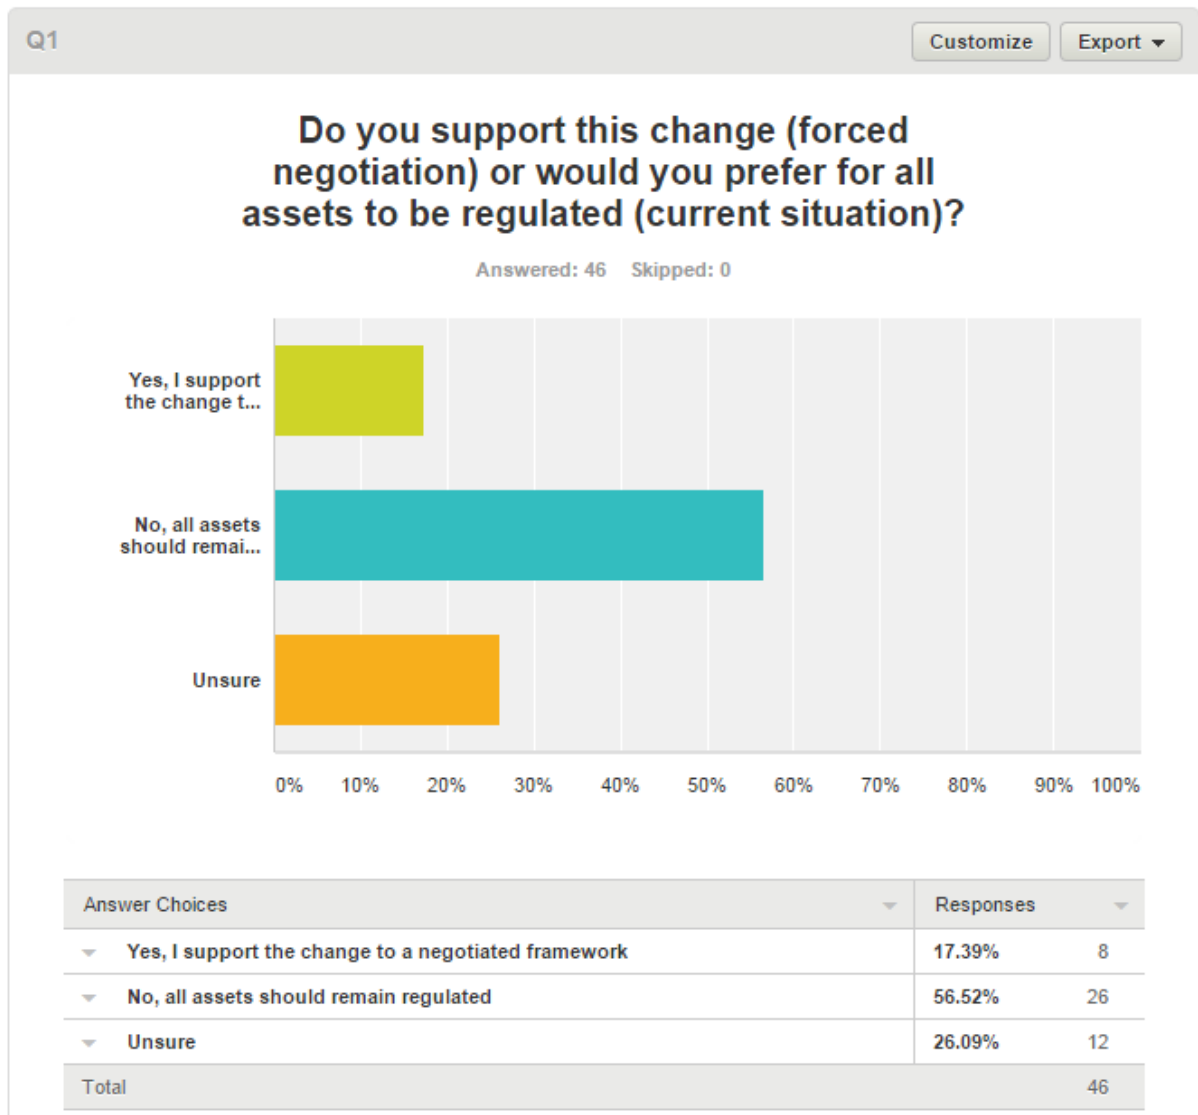 Q1
Customize
Export
Do you support this change (forced
negotiation) or would you prefer for all
assets to be regulated (current situation)?
Answered: 46 Skipped: 0
Yes, I support
the change t...
No, all assets
should remai...
Unsure
0% 10% 20% 30% 40% 50% 60% 70% 80% 90% 100%
Answer Choices Responses
Yes, I support the change to a negotiated framework 17.39% 8
No, all assets should remain regulated 56.52% 26
Unsure 26.09% 12
Total 46